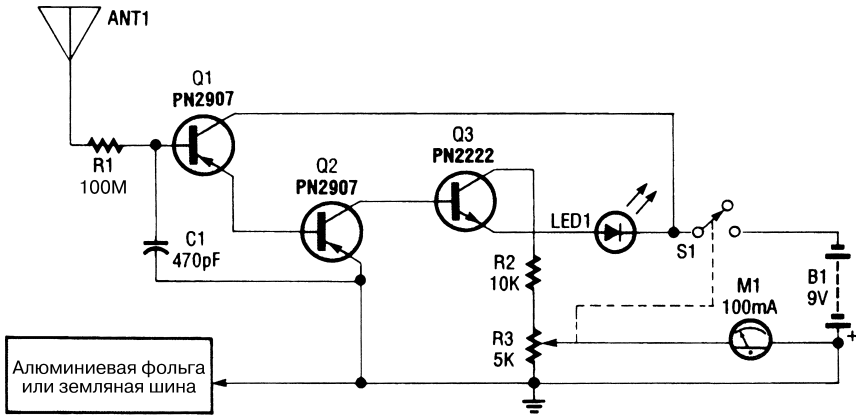 ANT1
Q1
PN2907
R1
100M
C1
470pF
Q2
PN2907
Q3
PN2222
LED1
S1
R2
10K
R3
5K
M1
100mA
B1
9V
+
Алюминиевая фольга
или земляная шина